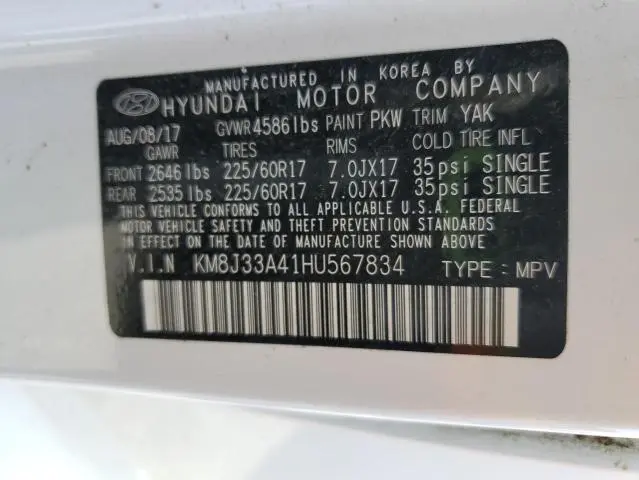 MANUFACTURED IN KOREA BY
HYUNDAI MOTOR COMPANY
AUG/08/17 GVWR 4586 lbs PAINT PKW TRIM YAK
GAWR TIRES RIMS COLD TIRE INFL
FRONT 2646 lbs 225/60R17 7.0JX17 35psi SINGLE
REAR 2535 lbs 225/60R17 7.0JX17 35psi SINGLE
THIS VEHICLE CONFORMS TO ALL APPLICABLE U.S.A. FEDERAL
MOTOR VEHICLE SAFETY AND THEFT PREVENTION STANDARDS
IN EFFECT ON THE DATE OF MANUFACTURE SHOWN ABOVE.
V.I.N KM8J33A41HU567834 TYPE : MPV